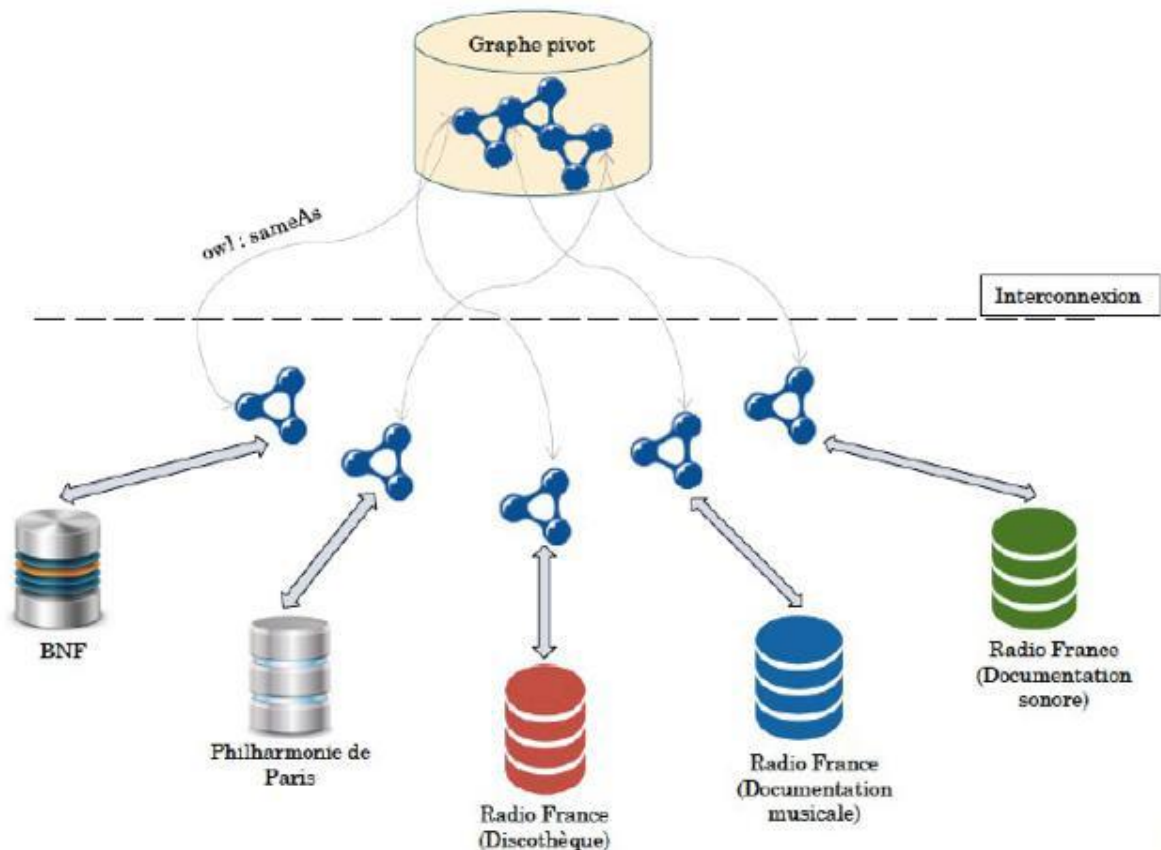 Graphe pivot
owl : sameAs
Interconnexion
BNF
Philharmonie de
Paris
Radio France
(Discothèque)
Radio France
(Documentation
musicale)
Radio France
(Documentation
sonore)